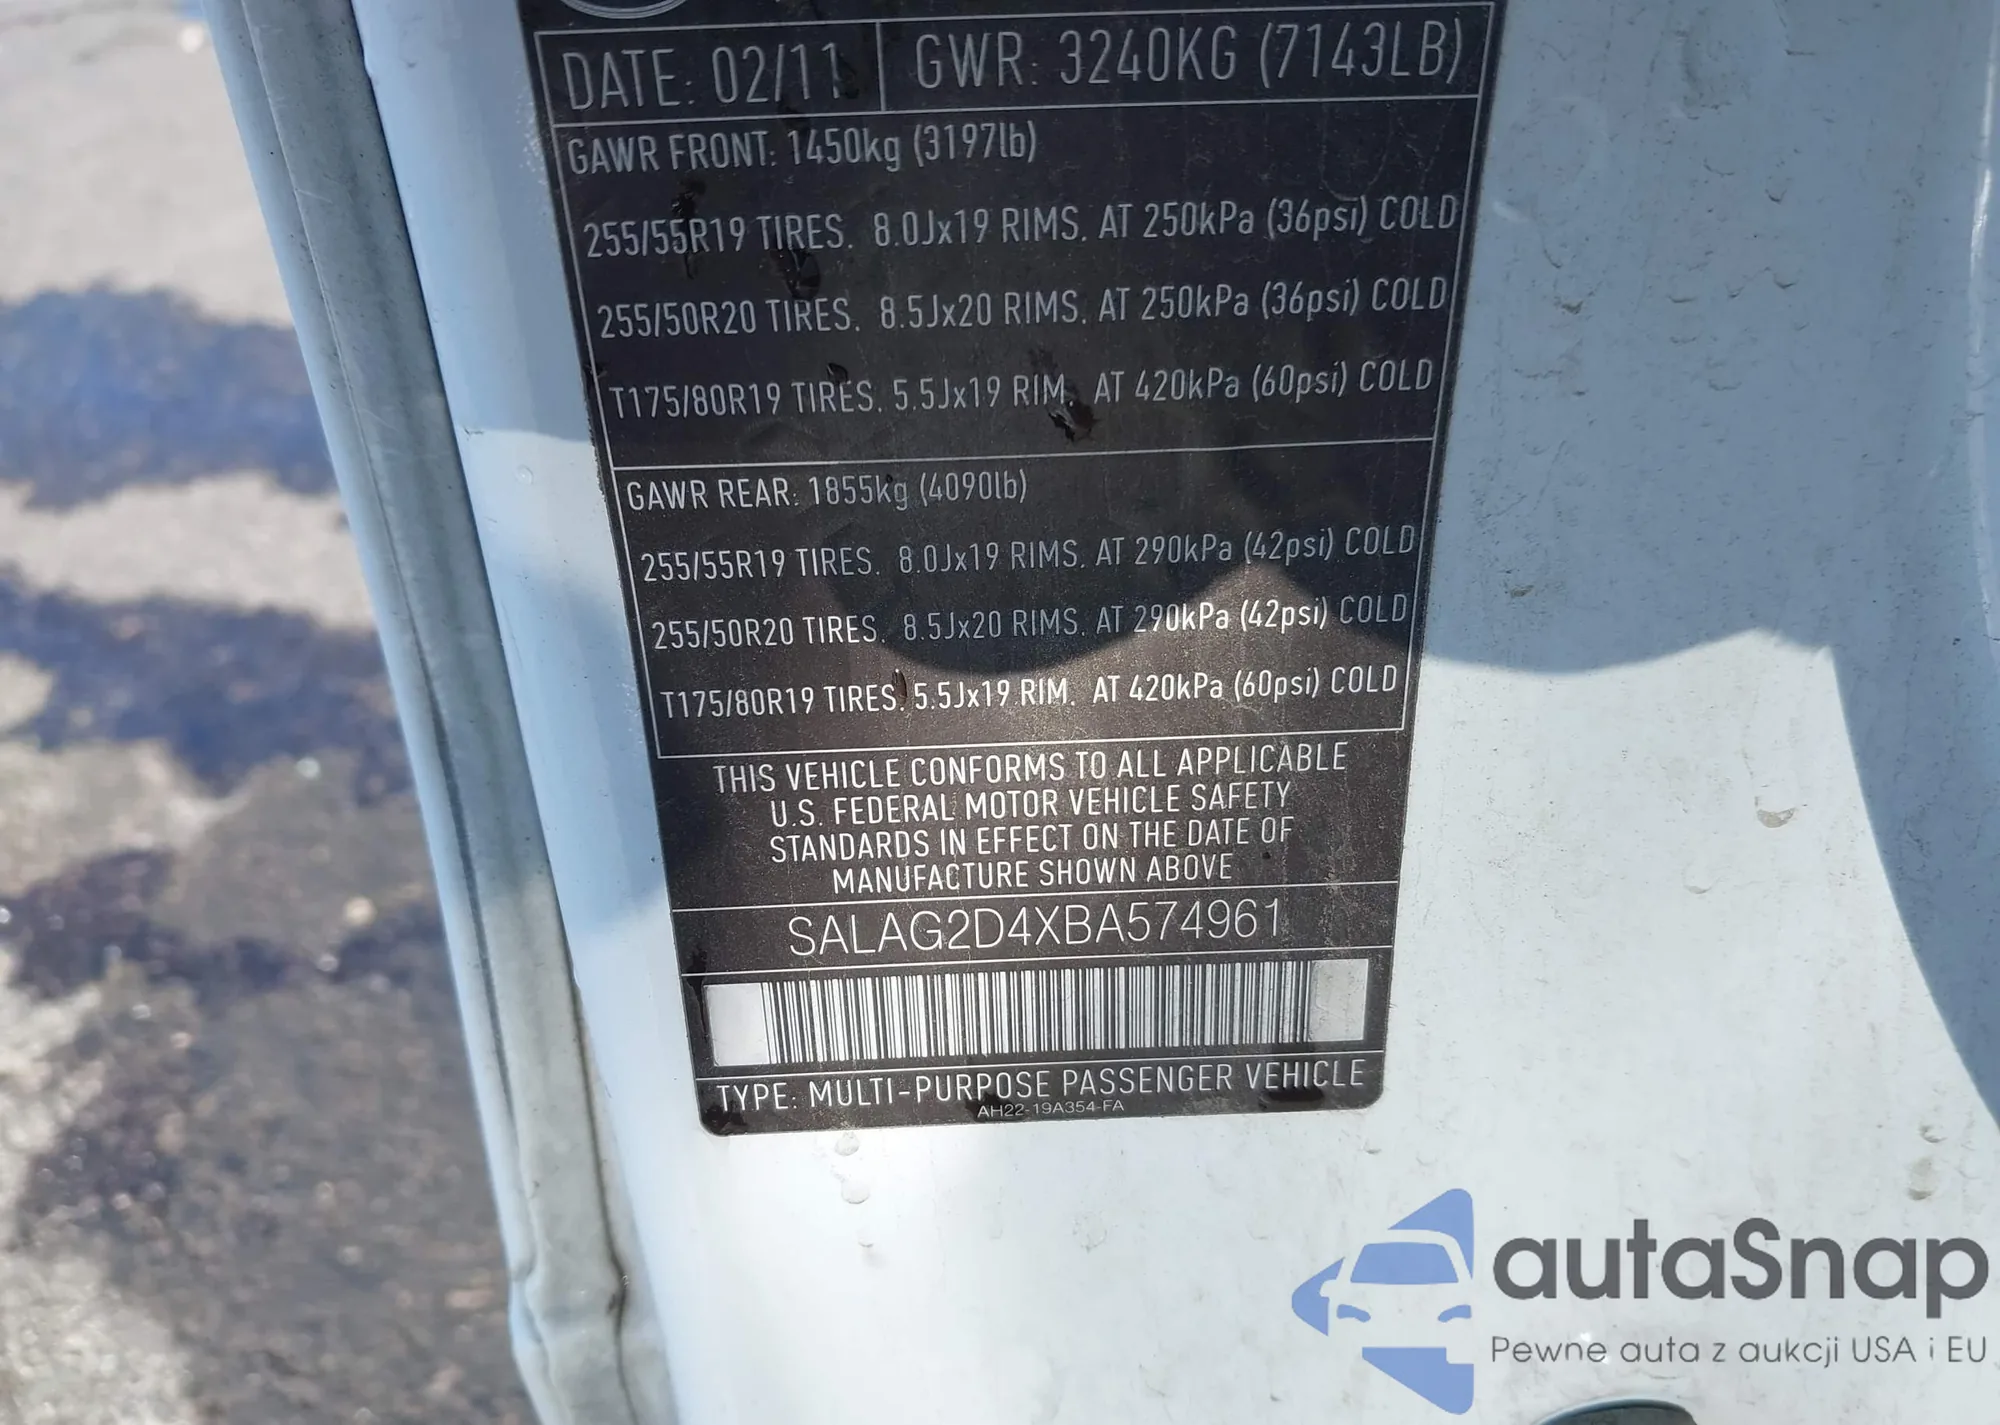 DATE: 02/11 GWR: 3240KG (7143LB)
GAWR FRONT: 1450kg (3197lb)
255/55R19 TIRES. 8.0Jx19 RIMS. AT 250kPa (36psi) COLD
255/50R20 TIRES. 8.5Jx20 RIMS. AT 250kPa (36psi) COLD
T175/80R19 TIRES. 5.5Jx19 RIM. AT 420kPa (60psi) COLD
GAWR REAR: 1855kg (4090lb)
255/55R19 TIRES. 8.0Jx19 RIMS. AT 290kPa (42psi) COLD
255/50R20 TIRES. 8.5Jx20 RIMS. AT 290kPa (42psi) COLD
T175/80R19 TIRES. 5.5Jx19 RIM. AT 420kPa (60psi) COLD
THIS VEHICLE CONFORMS TO ALL APPLICABLE
U.S. FEDERAL MOTOR VEHICLE SAFETY
STANDARDS IN EFFECT ON THE DATE OF
MANUFACTURE SHOWN ABOVE
SALAG2D4XBA574961
TYPE: MULTI-PURPOSE PASSENGER VEHICLE
AH22-19A354-FA
autaSnap
Pewne auta z aukcji USA i EU